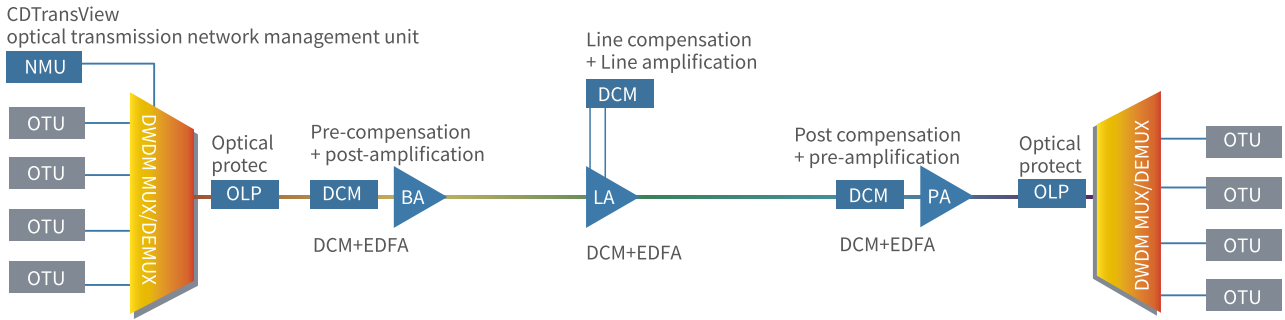 CDTransView
optical transmission network management unit
NMU
OTU
OTU
OTU
OTU
DWDM MUX/DEMUX
Optical
protec
OLP
Pre-compensation
+ post-amplification
DCM
BA
DCM+EDFA
Line compensation
+ Line amplification
DCM
LA
DCM+EDFA
Post compensation
+ pre-amplification
DCM
PA
DCM+EDFA
Optical
protect
OLP
DWDM MUX/DEMUX
OTU
OTU
OTU
OTU